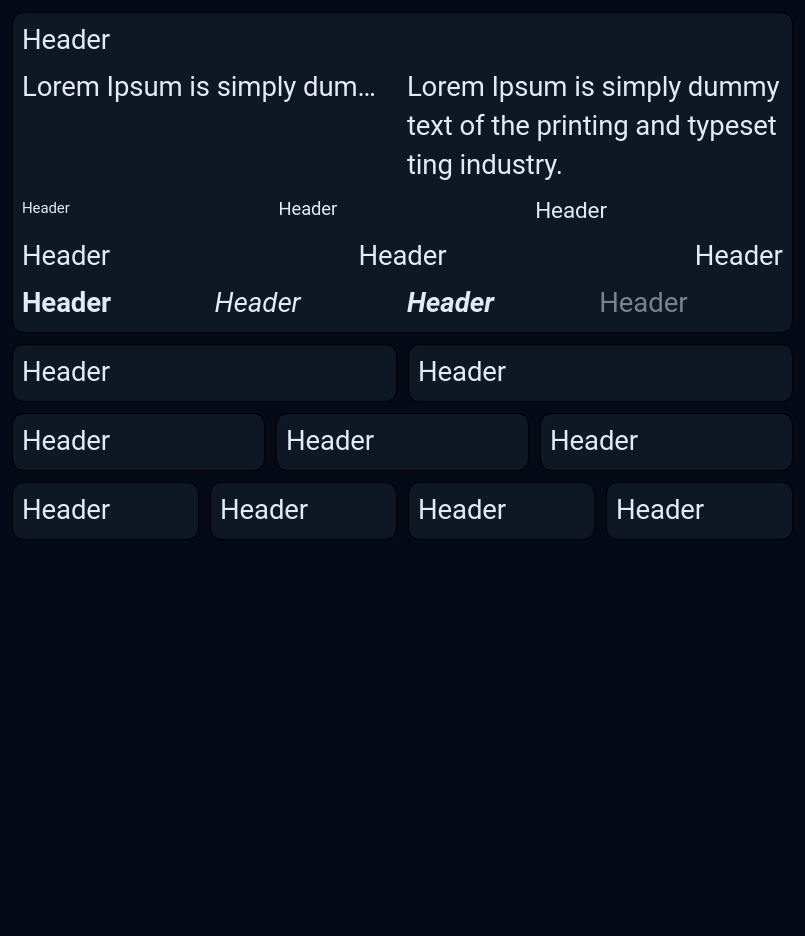 Header
Lorem Ipsum is simply dum...
Lorem Ipsum is simply dummy
text of the printing and typeset
ting industry.
Header Header Header
Header Header Header
Header Header Header Header
Header Header
Header Header Header
Header Header Header Header